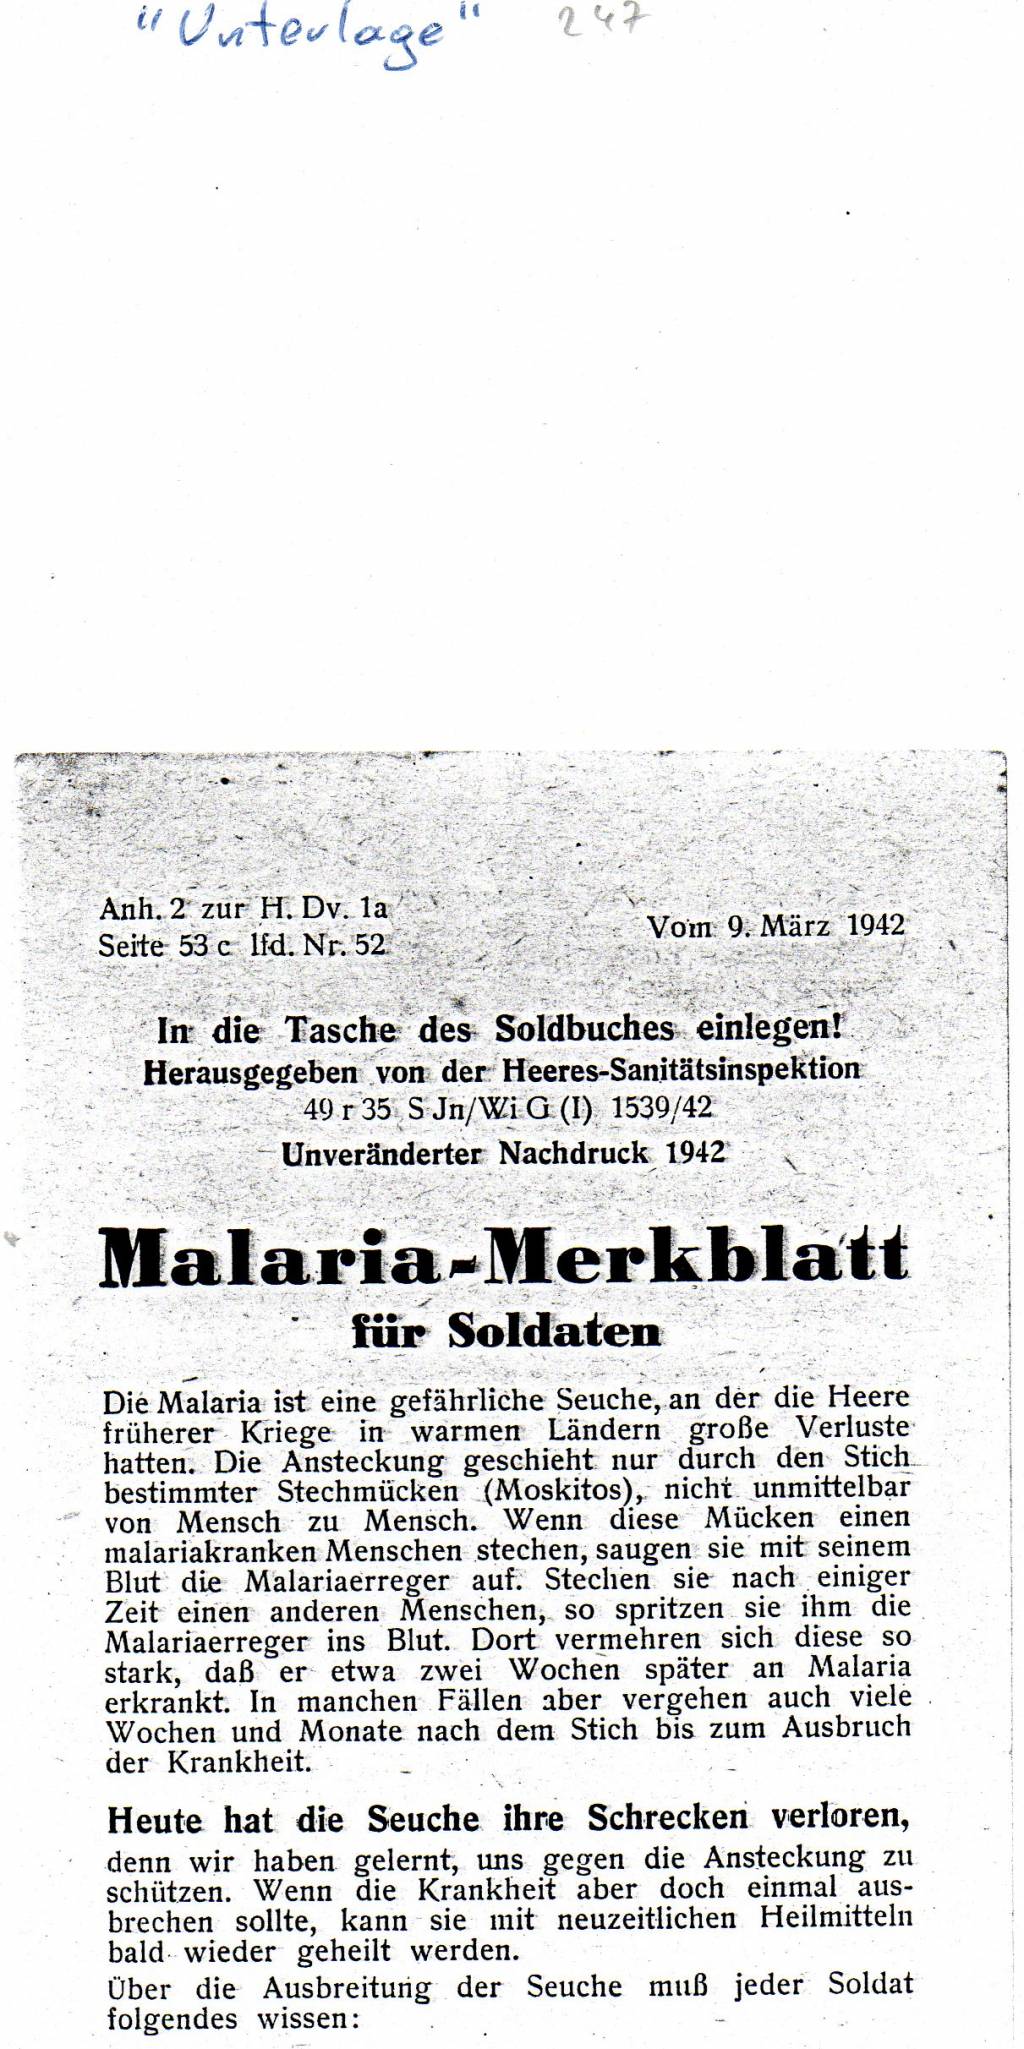 "Unterlage" 247
Anh. 2 zur H. Dv. 1a
Seite 53 c lfd. Nr. 52
Vom 9. März 1942
In die Tasche des Soldbuches einlegen!
Herausgegeben von der Heeres-Sanitätsinspektion
49 r 35 S Jn/Wi G (I) 1539/42
Unveränderter Nachdruck 1942
Malaria-Merkblatt
für Soldaten
Die Malaria ist eine gefährliche Seuche, an der die Heere
früherer Kriege in warmen Ländern große Verluste
hatten. Die Ansteckung geschieht nur durch den Stich
bestimmter Stechmücken (Moskitos), nicht unmittelbar
von Mensch zu Mensch. Wenn diese Mücken einen
malariakranken Menschen stechen, saugen sie mit seinem
Blut die Malariaerreger auf. Stechen sie nach einiger
Zeit einen anderen Menschen, so spritzen sie ihm die
Malariaerreger ins Blut. Dort vermehren sich diese so
stark, daß er etwa zwei Wochen später an Malaria
erkrankt. In manchen Fällen aber vergehen auch viele
Wochen und Monate nach dem Stich bis zum Ausbruch
der Krankheit.
Heute hat die Seuche ihre Schrecken verloren,
denn wir haben gelernt, uns gegen die Ansteckung zu
schützen. Wenn die Krankheit aber doch einmal aus-
brechen sollte, kann sie mit neuzeitlichen Heilmitteln
bald wieder geheilt werden.
Über die Ausbreitung der Seuche muß jeder Soldat
folgendes wissen: